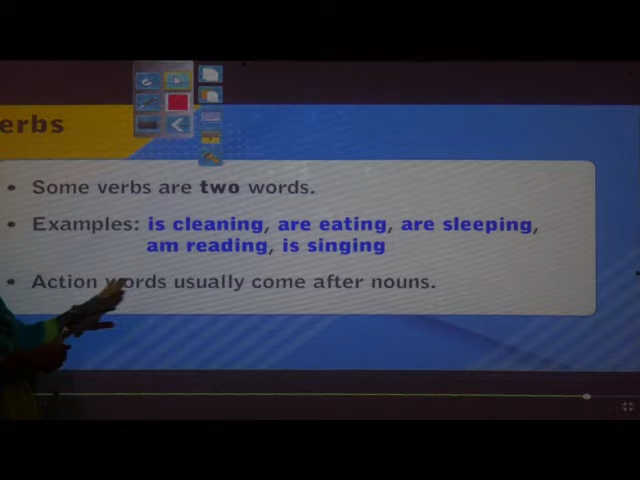 erbs
• Some verbs are two words.
• Examples: is cleaning, are eating, are sleeping,
am reading, is singing
• Action words usually come after nouns.